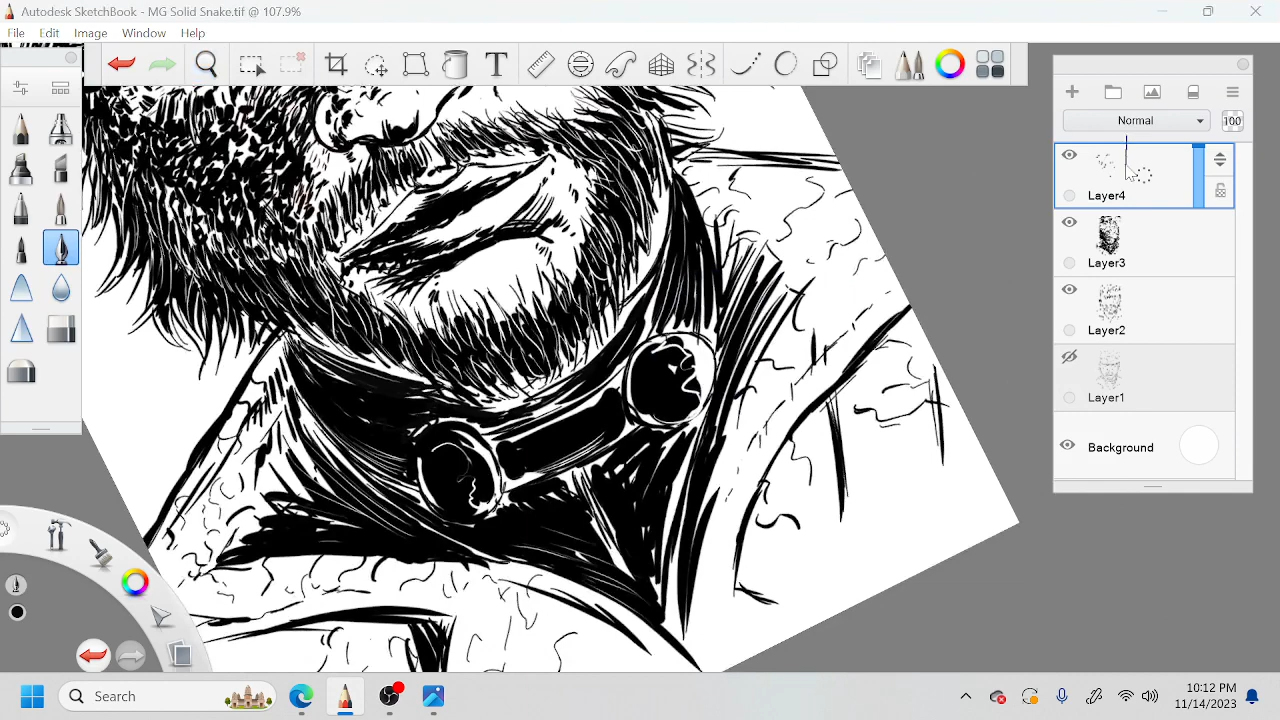 Autodesk SketchBook - MG Solid Snake.tif @ 107.9%
File Edit Image Window Help
T
Normal
100
Layer4
Layer3
Layer2
Layer1
Background
Search
10:12 PM
11/14/2023